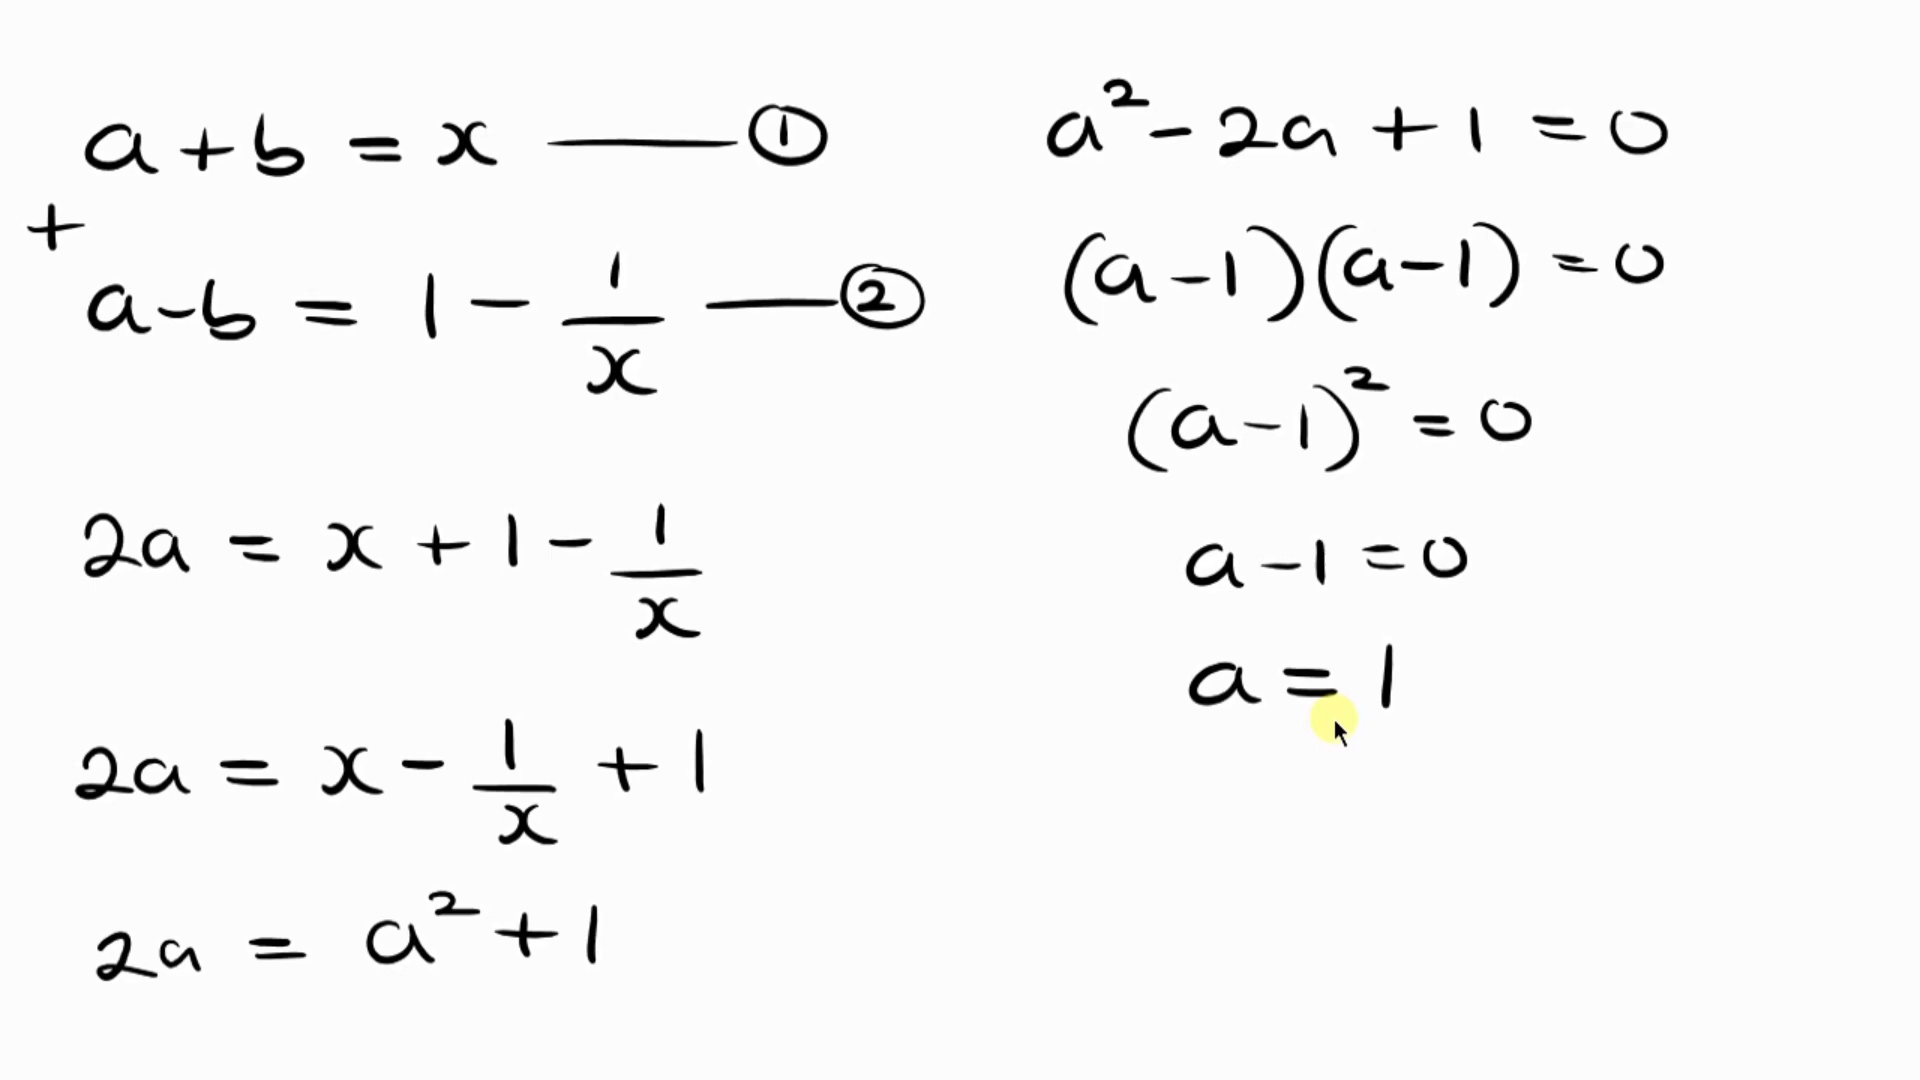 a + b = x —— ①
+
a - b = 1 - 1/x —— ②
2a = x + 1 - 1/x
2a = x - 1/x + 1
2a = a² + 1
a² - 2a + 1 = 0
(a - 1)(a - 1) = 0
(a - 1)² = 0
a - 1 = 0
a = 1